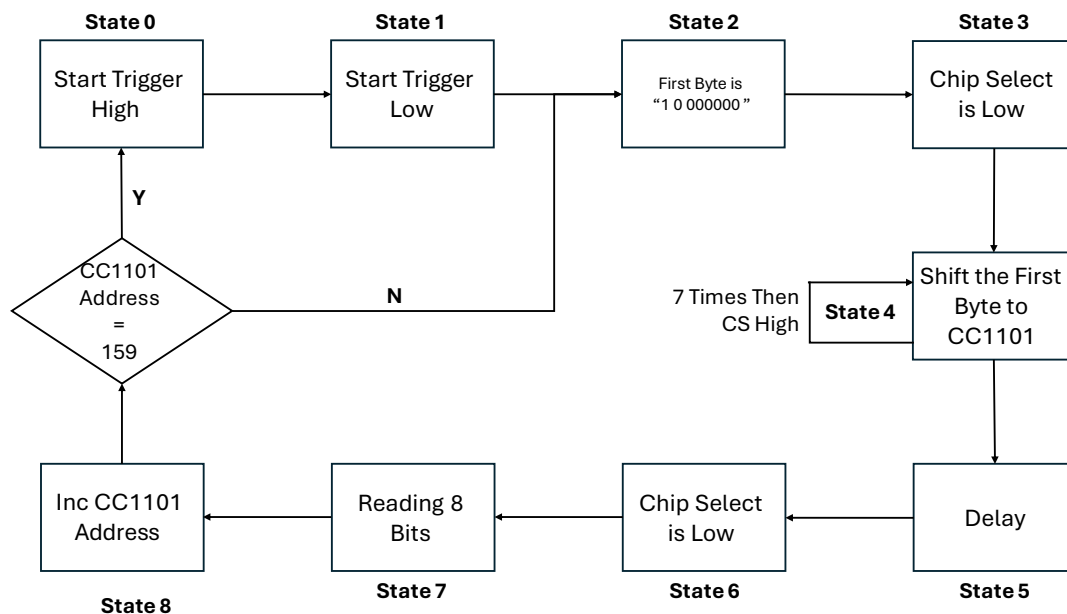 State 0
Start Trigger
High
State 1
Start Trigger
Low
State 2
First Byte is
“1 0 000000 ”
State 3
Chip Select
is Low
Y
CC1101
Address
=
159
N
7 Times Then
CS High
State 4
Shift the First
Byte to
CC1101
Inc CC1101
Address
State 8
Reading 8
Bits
State 7
Chip Select
is Low
State 6
Delay
State 5